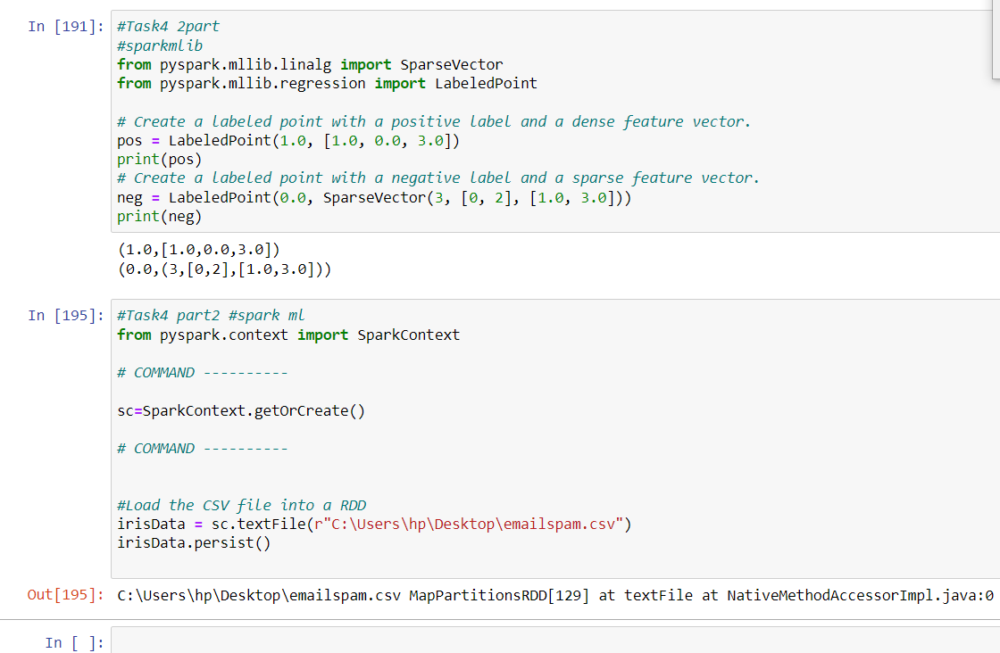 In [191]: #Task4 2part
#sparkmlib
from pyspark.mllib.linalg import SparseVector
from pyspark.mllib.regression import LabeledPoint
# Create a labeled point with a positive label and a dense feature vector.
pos = LabeledPoint(1.0, [1.0, 0.0, 3.0])
print(pos)
# Create a labeled point with a negative label and a sparse feature vector.
neg = LabeledPoint(0.0, SparseVector(3, [0, 2], [1.0, 3.0]))
print(neg)
(1.0,[1.0,0.0,3.0])
(0.0,(3,[0,2],[1.0,3.0]))
In [195]: #Task4 part2 #spark ml
from pyspark.context import SparkContext
# COMMAND ----------
sc=SparkContext.getOrCreate()
# COMMAND ----------
#Load the CSV file into a RDD
irisData = sc.textFile(r"C:\Users\hp\Desktop\emailspam.csv")
irisData.persist()
Out[195]: C:\Users\hp\Desktop\emailspam.csv MapPartitionsRDD[129] at textFile at NativeMethodAccessorImpl.java:0
In [ ]: